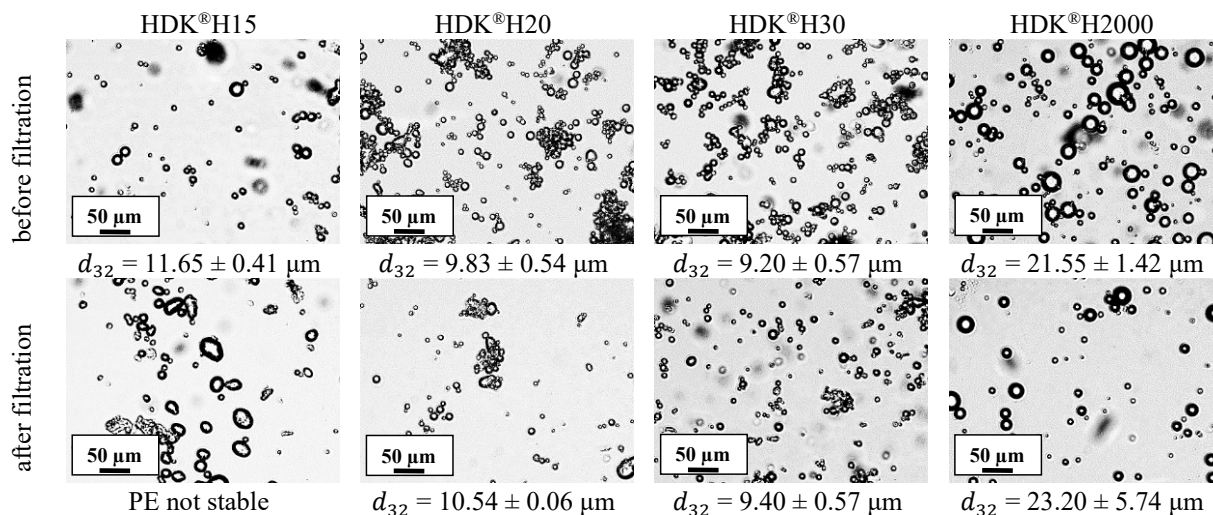 HDK®H15 HDK®H20 HDK®H30 HDK®H2000
before filtration
50 µm 50 µm 50 µm 50 µm
d₃₂ = 11.65 ± 0.41 µm d₃₂ = 9.83 ± 0.54 µm d₃₂ = 9.20 ± 0.57 µm d₃₂ = 21.55 ± 1.42 µm
after filtration
50 µm 50 µm 50 µm 50 µm
PE not stable d₃₂ = 10.54 ± 0.06 µm d₃₂ = 9.40 ± 0.57 µm d₃₂ = 23.20 ± 5.74 µm